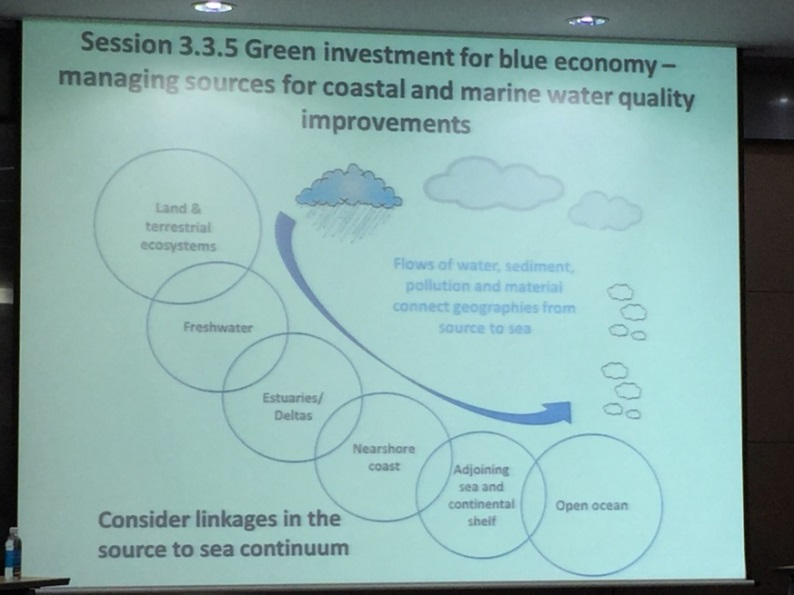 Session 3.3.5 Green investment for blue economy –
managing sources for coastal and marine water quality
improvements
Land &
terrestrial
ecosystems
Flows of water, sediment,
pollution and material
connect geographies from
source to sea
Freshwater
Estuaries/
Deltas
Nearshore
coast
Adjoining
sea and
continental
shelf
Open ocean
Consider linkages in the
source to sea continuum